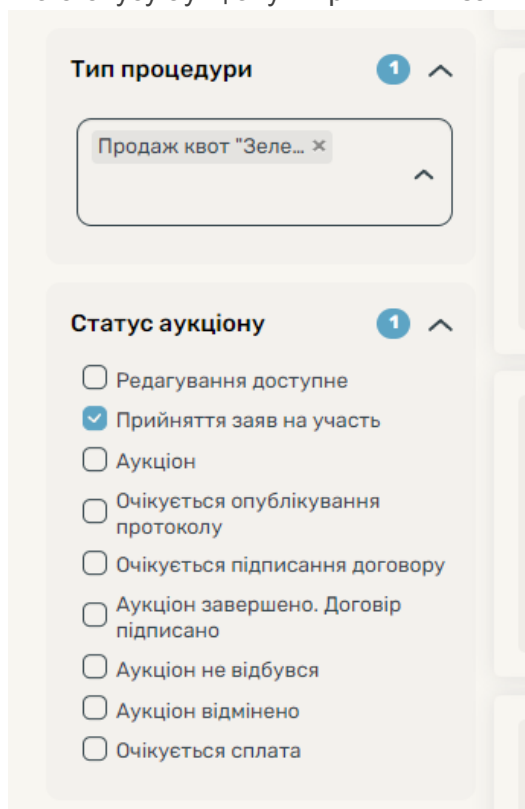 Тип процедури 1
Продаж квот "Зеле... ×
Статус аукціону 1
Редагування доступне
Прийняття заяв на участь
Аукціон
Очікується опублікування
протоколу
Очікується підписання договору
Аукціон завершено. Договір
підписано
Аукціон не відбувся
Аукціон відмінено
Очікується сплата